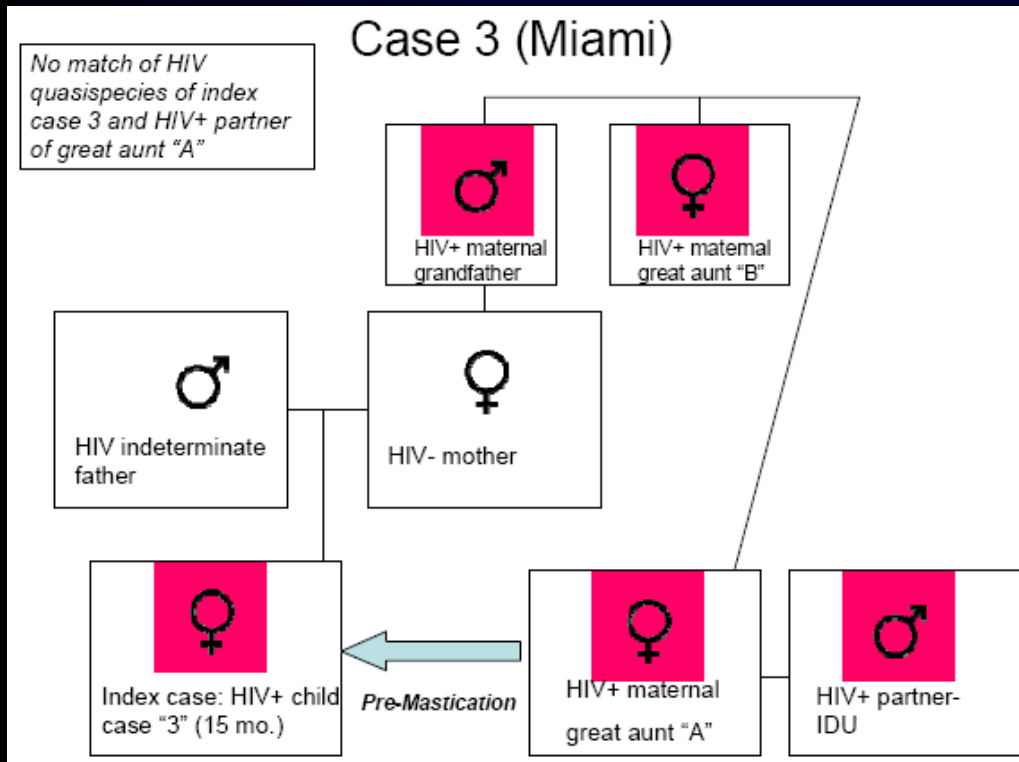 Case 3 (Miami)
No match of HIV
quasispecies of index
case 3 and HIV+ partner
of great aunt “A”
HIV+ maternal
grandfather
HIV+ maternal
great aunt “B”
HIV indeterminate
father
HIV- mother
Index case: HIV+ child
case “3” (15 mo.)
Pre-Mastication
HIV+ maternal
great aunt “A”
HIV+ partner-
IDU